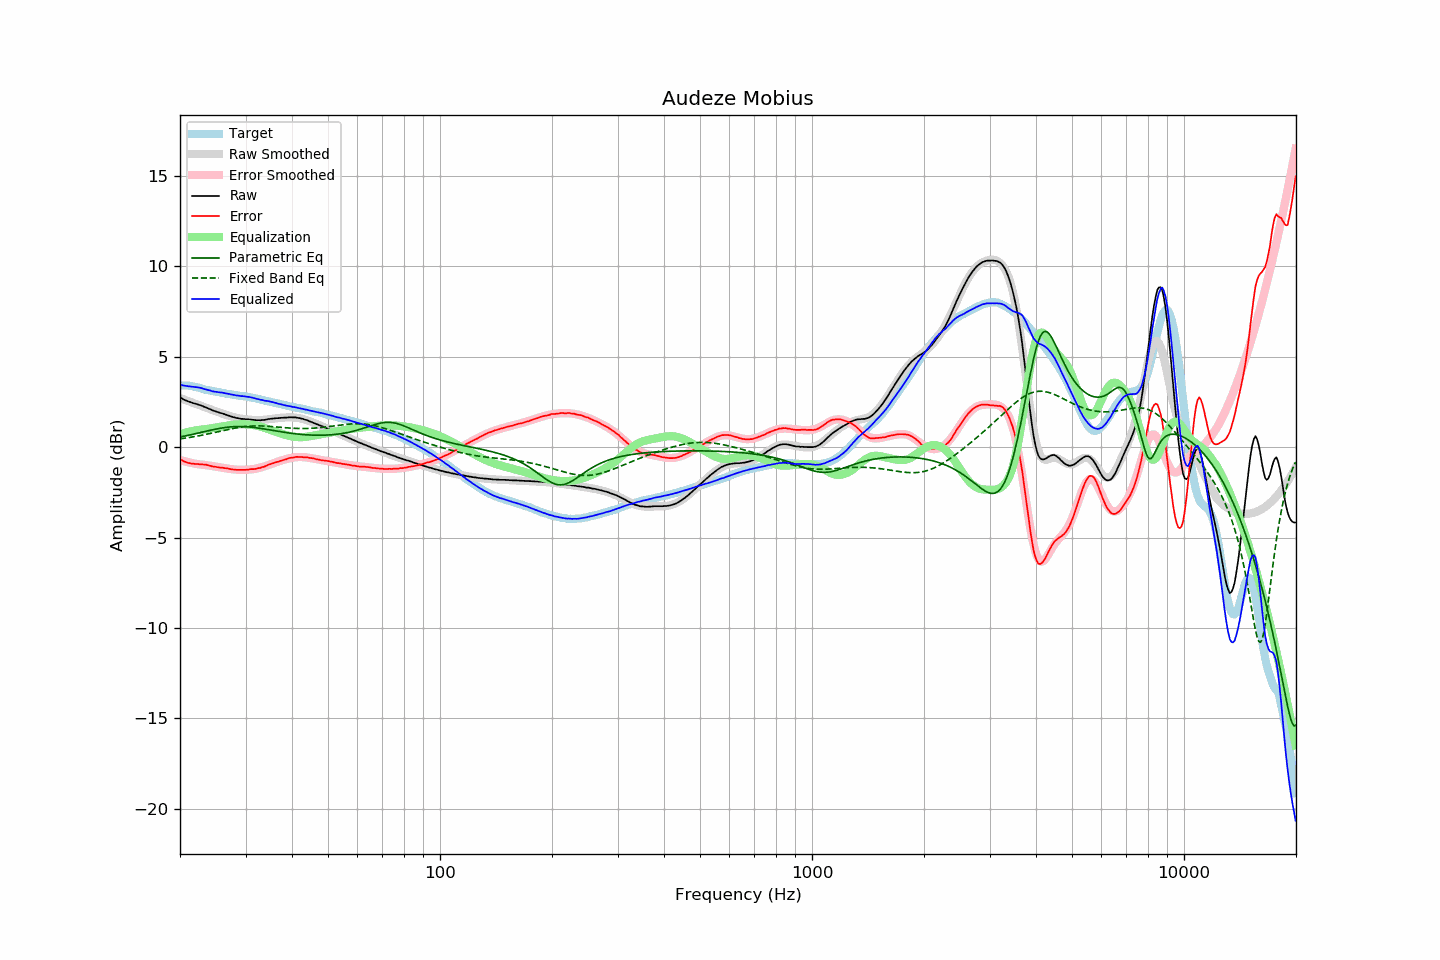 Audeze Mobius
Target
Raw Smoothed
Error Smoothed
Raw
Error
Equalization
Parametric Eq
Fixed Band Eq
Equalized
15
10
5
0
−5
−10
−15
−20
Amplitude (dBr)
100
1000
10000
Frequency (Hz)